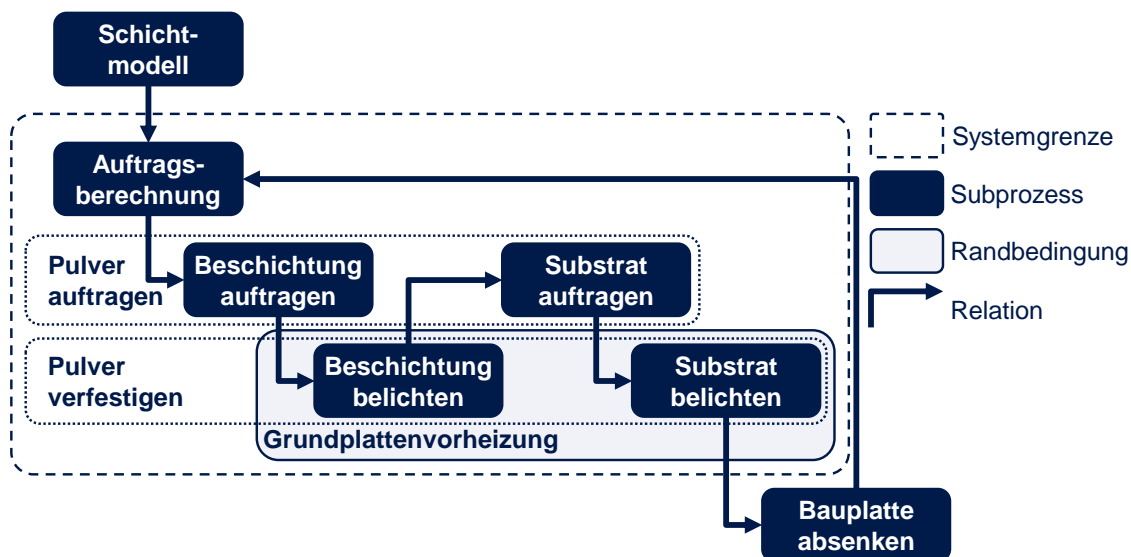 Schicht-
modell
Auftrags-
berechnung
Pulver
auftragen
Beschichtung
auftragen
Substrat
auftragen
Pulver
verfestigen
Beschichtung
belichten
Substrat
belichten
Grundplattenvorheizung
Bauplatte
absenken
Systemgrenze
Subprozess
Randbedingung
Relation